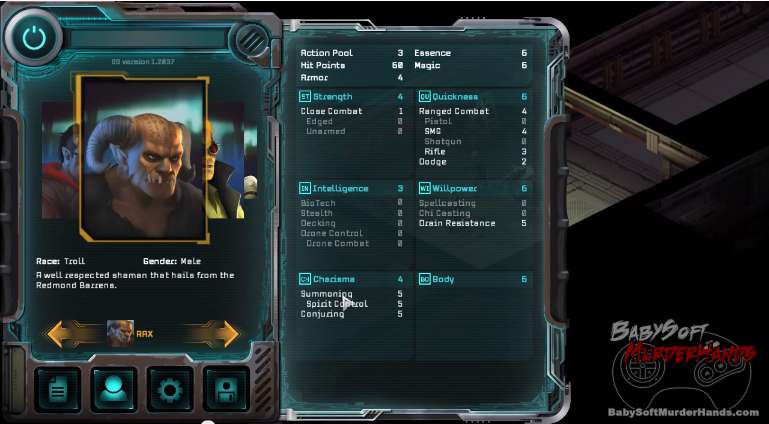 OS version 1.2037
Race: Troll Gender: Male
A well respected shaman that hails from the
Redmond Barrens.
RAX
Action Pool 3 Essence 6
Hit Points 60 Magic 6
Armor 4
ST Strength 4
Close Combat 1
Edged 0
Unarmed 0
QU Quickness 6
Ranged Combat 4
Pistol 0
SMG 4
Shotgun 0
Rifle 3
Dodge 2
IN Intelligence 3
BioTech 0
Stealth 0
Decking 0
Drone Control 0
Drone Combat 0
WI Willpower 6
Spellcasting 0
Chi Casting 0
Drain Resistance 5
CH Charisma 4
Summoning 5
Spirit Control 5
Conjuring 5
BO Body 6
BabySoft
MurderHands
BabySoftMurderHands.com